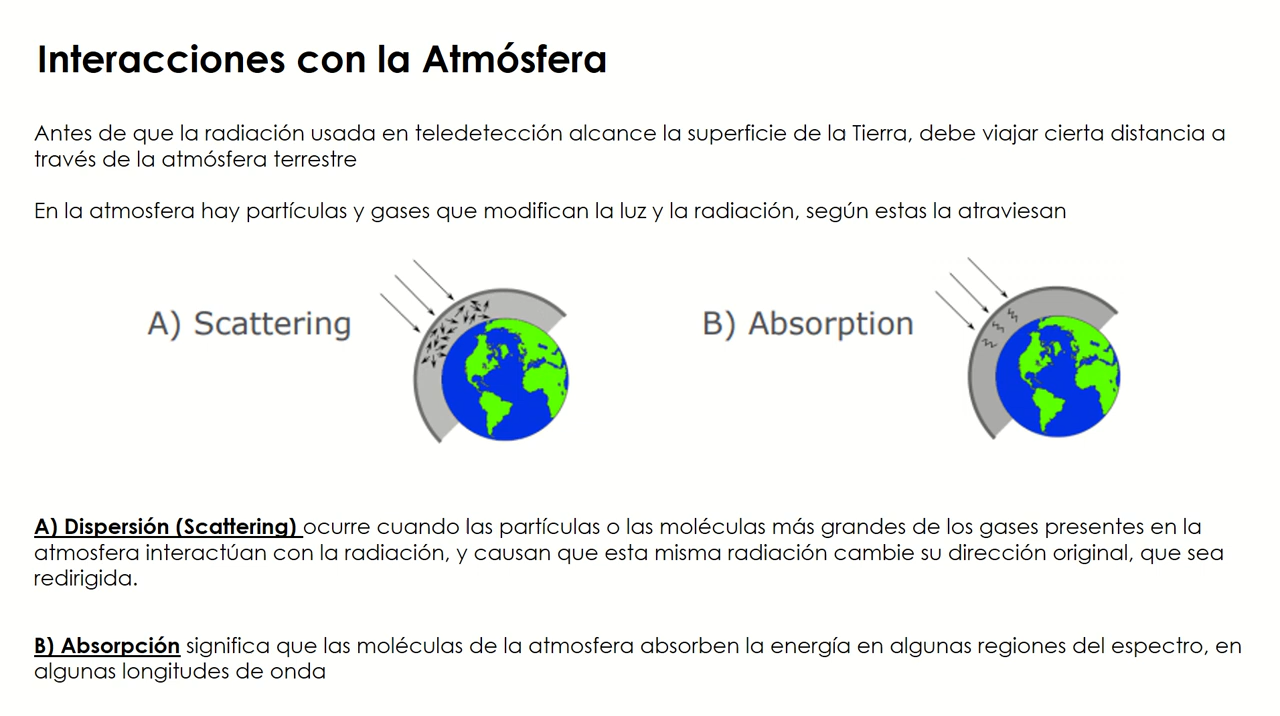 Interacciones con la Atmósfera
Antes de que la radiación usada en teledetección alcance la superficie de la Tierra, debe viajar cierta distancia a
través de la atmósfera terrestre
En la atmosfera hay partículas y gases que modifican la luz y la radiación, según estas la atraviesan
A) Scattering
B) Absorption
A) Dispersión (Scattering) ocurre cuando las partículas o las moléculas más grandes de los gases presentes en la
atmosfera interactúan con la radiación, y causan que esta misma radiación cambie su dirección original, que sea
redirigida.
B) Absorpción significa que las moléculas de la atmosfera absorben la energía en algunas regiones del espectro, en
algunas longitudes de onda